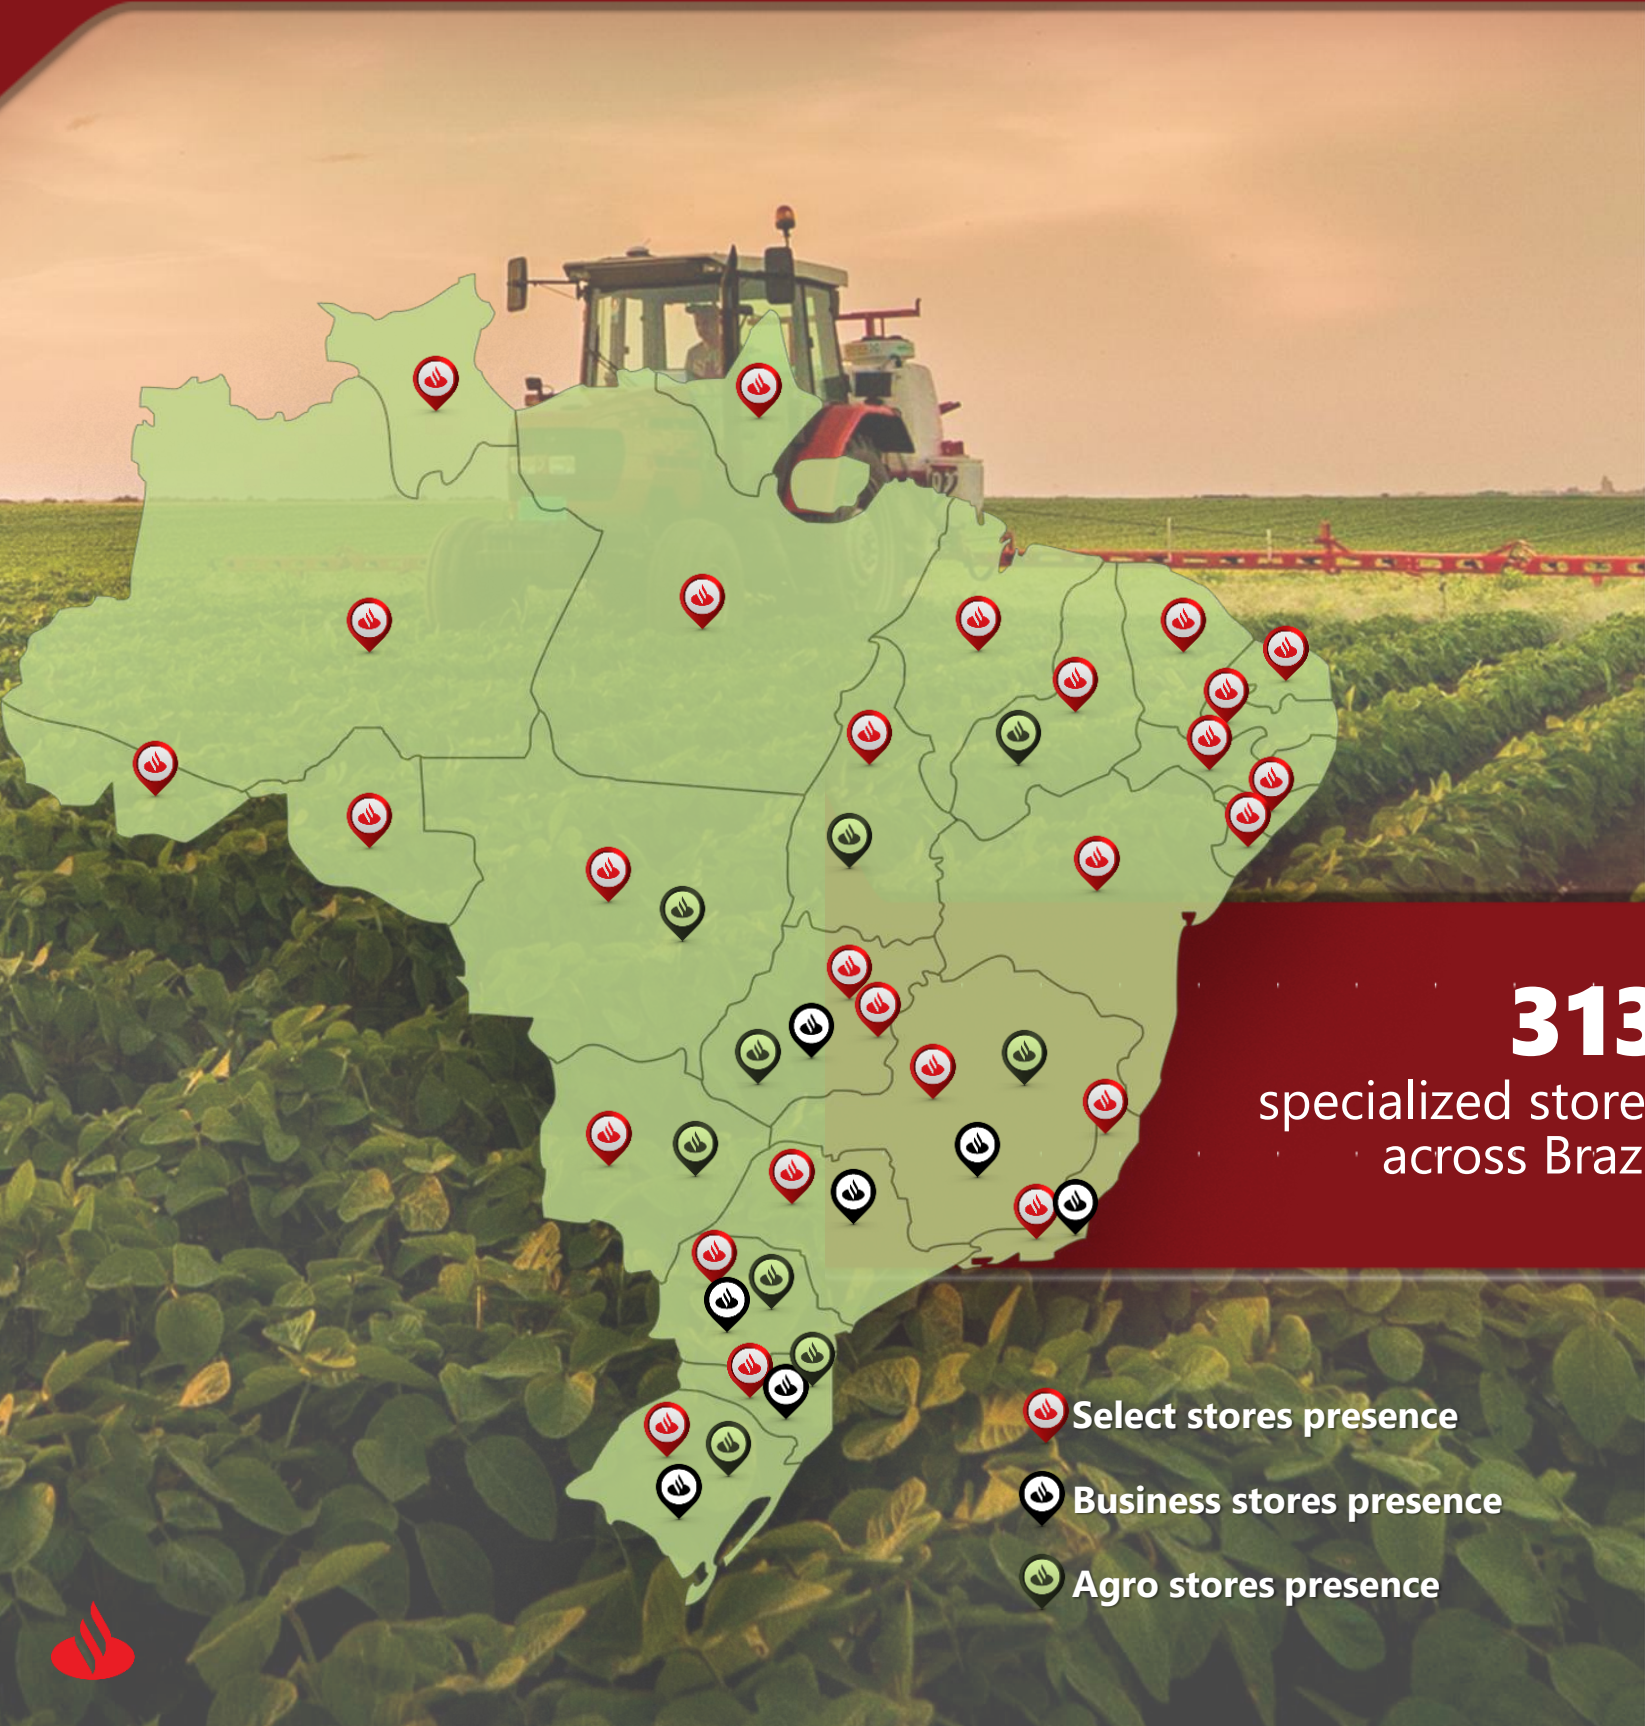 313
specialized store
across Braz
Select stores presence
Business stores presence
Agro stores presence